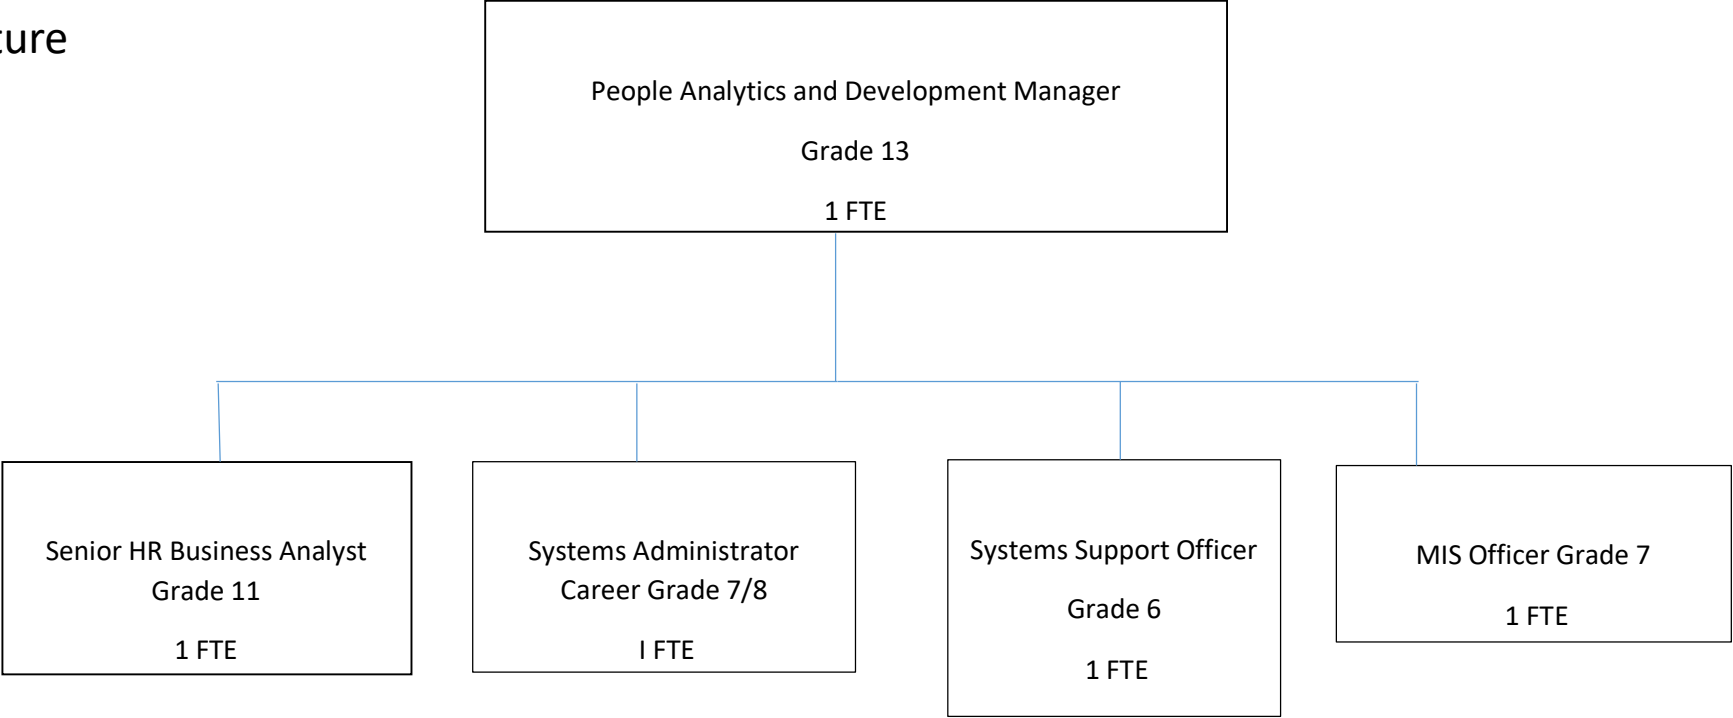 ture
People Analytics and Development Manager
Grade 13
1 FTE
Senior HR Business Analyst
Grade 11
1 FTE
Systems Administrator
Career Grade 7/8
I FTE
Systems Support Officer
Grade 6
1 FTE
MIS Officer Grade 7
1 FTE